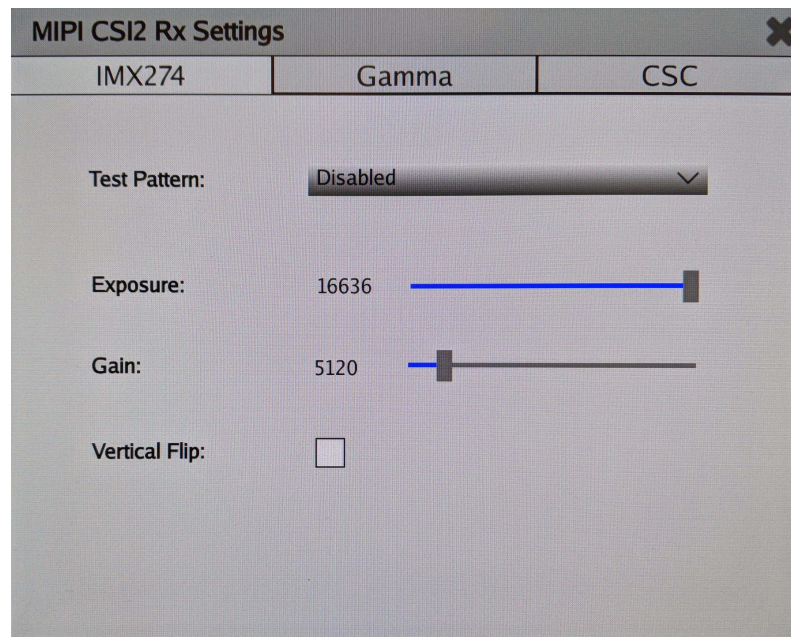 MIPI CSI2 Rx Settings
IMX274 Gamma CSC
Test Pattern: Disabled
Exposure: 16636
Gain: 5120
Vertical Flip: